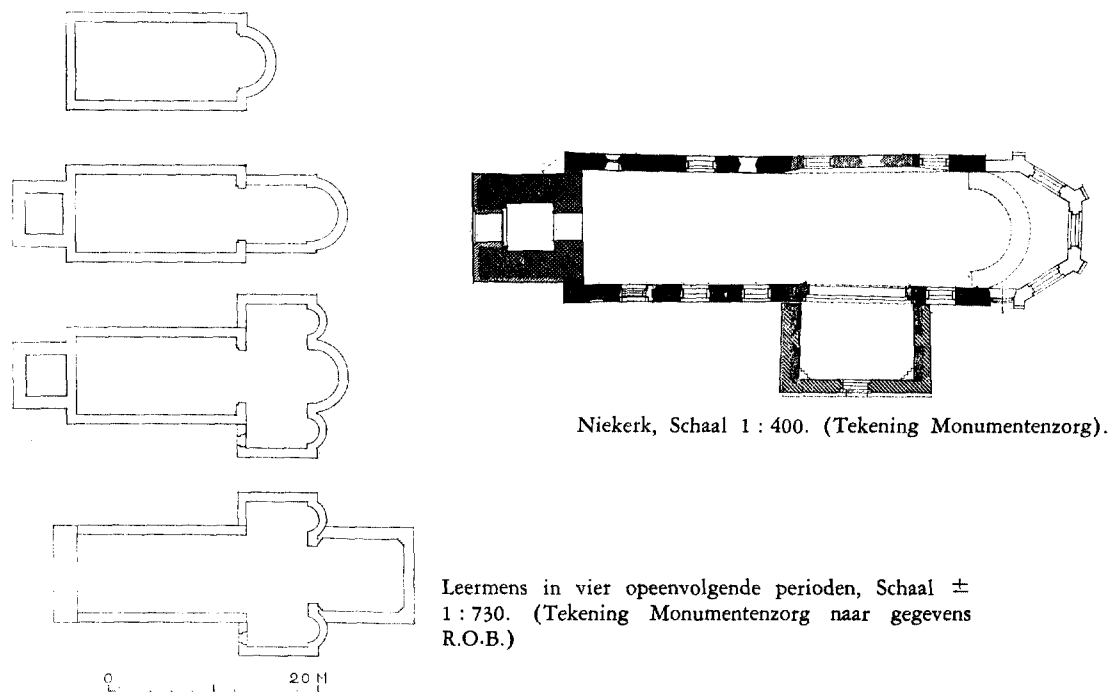 Niekerk, Schaal 1 : 400. (Tekening Monumentenzorg).
Leermens in vier opeenvolgende perioden, Schaal ±
1 : 730. (Tekening Monumentenzorg naar gegevens
R.O.B.)
0 20 M